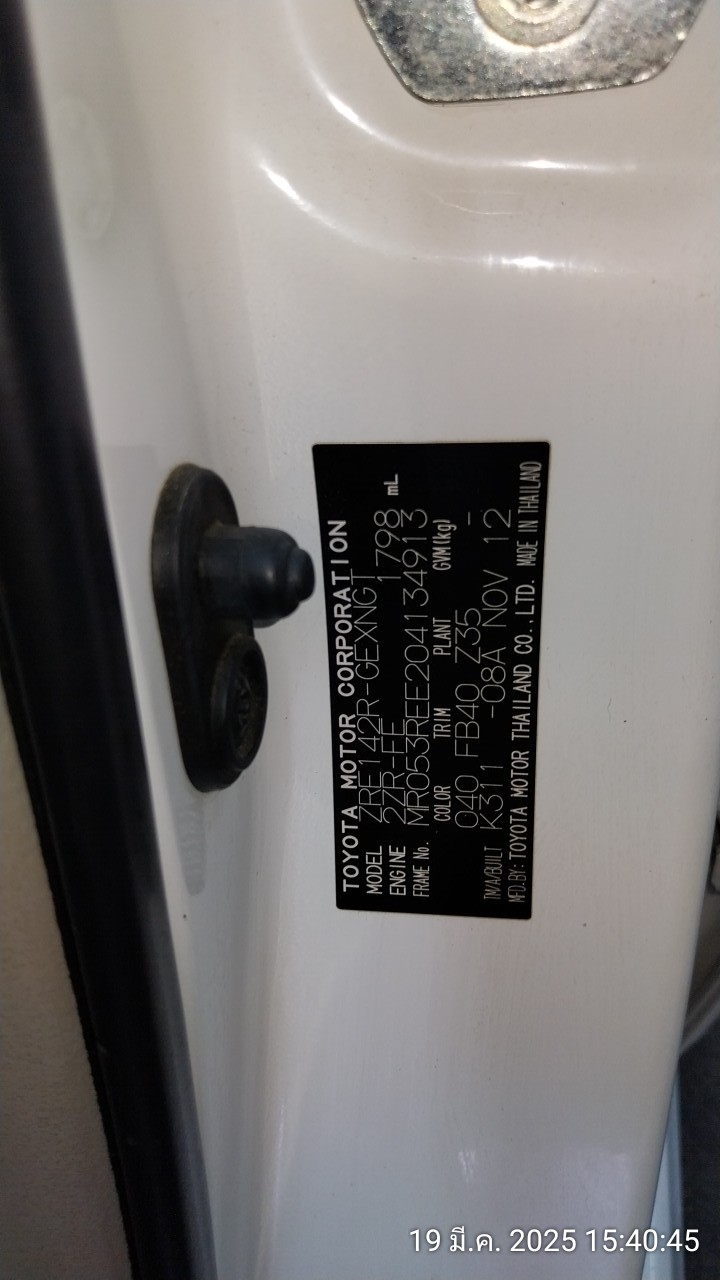 TOYOTA MOTOR CORPORATION
MODEL ZRE142R-GEXNGT
ENGINE 2ZR-FE 1798 mL
FRAME No. MR053REE204134913
COLOR TRIM PLANT GVM(kg)
040 FB40 Z35 -
TM/A/BUILT K311 -08A NOV 12
MFD.BY: TOYOTA MOTOR THAILAND CO.,LTD. MADE IN THAILAND
19 มี.ค. 2025 15:40:45